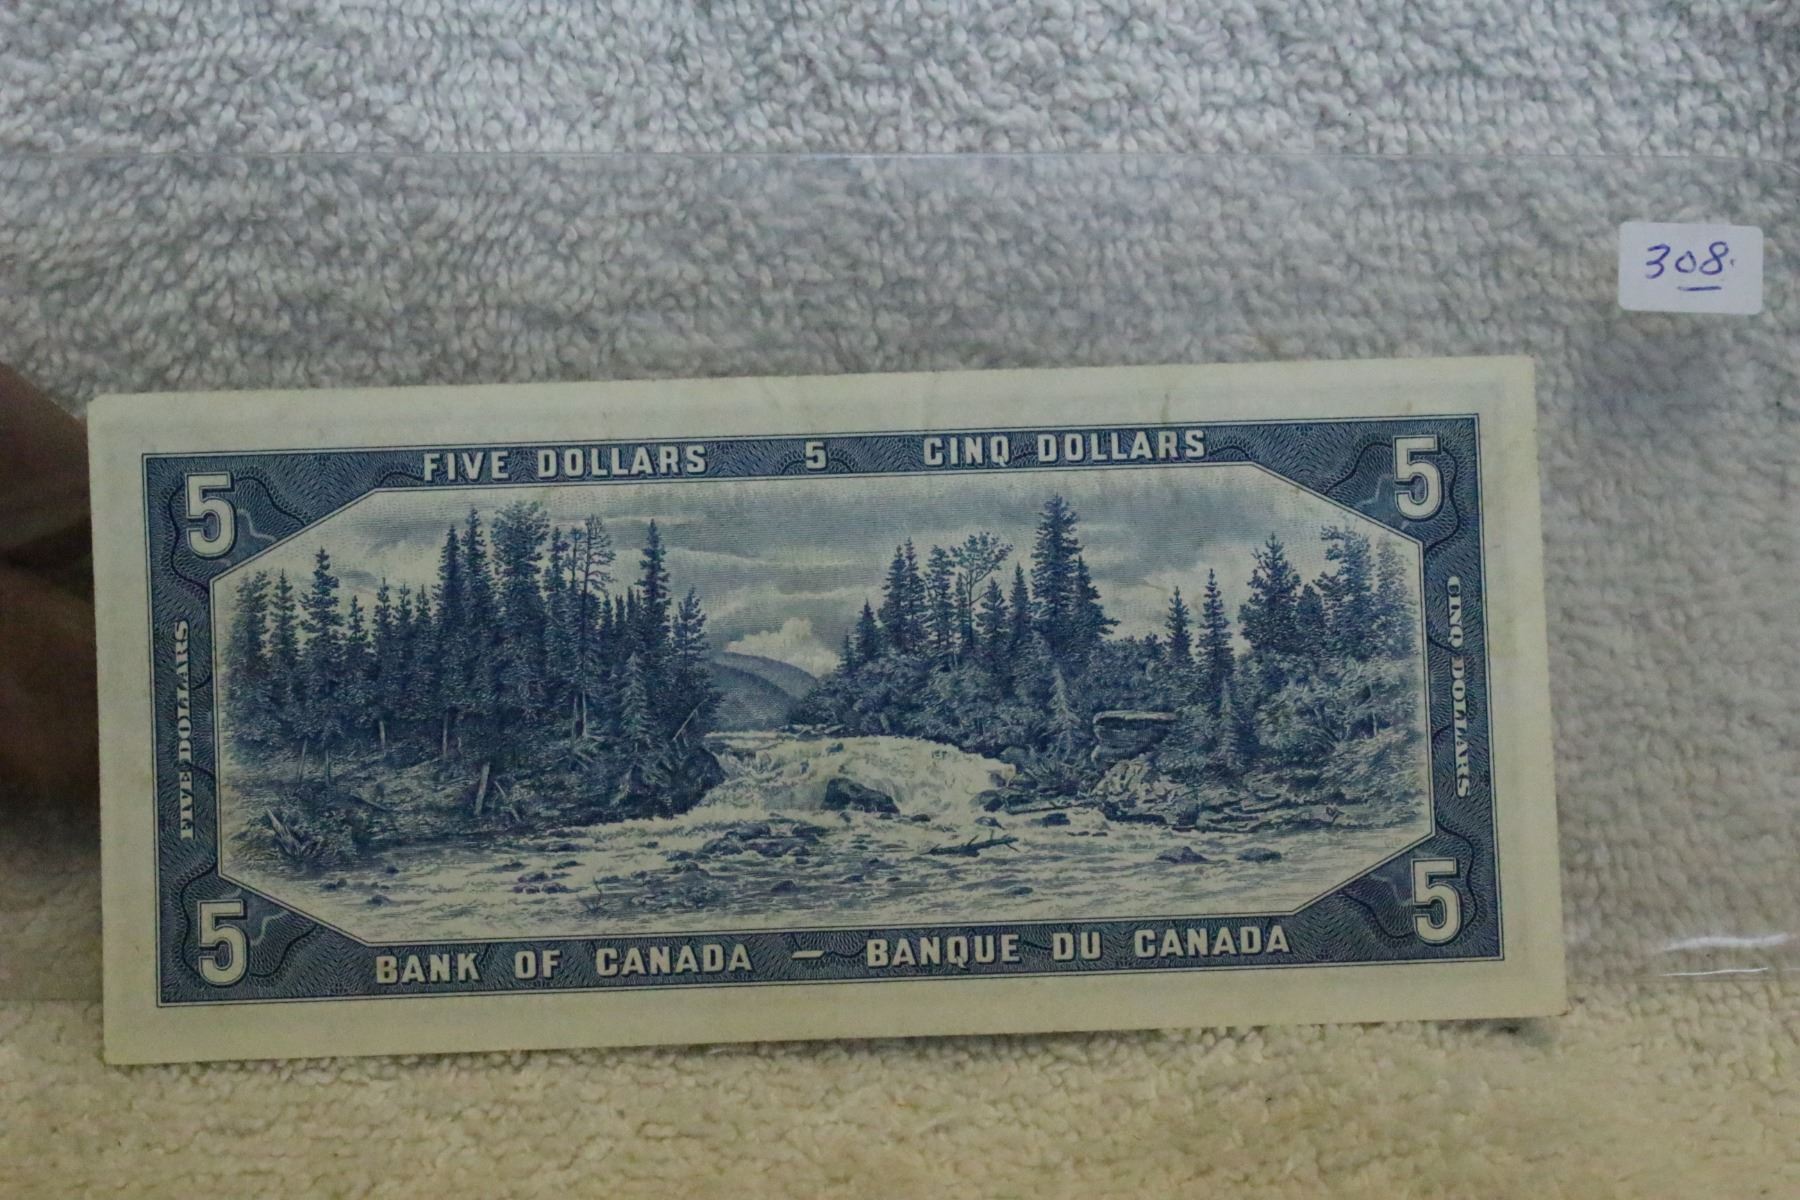 308.
FIVE DOLLARS 5 CINQ DOLLARS
5 5
FIVE DOLLARS
CINQ DOLLARS
5 5
BANK OF CANADA — BANQUE DU CANADA